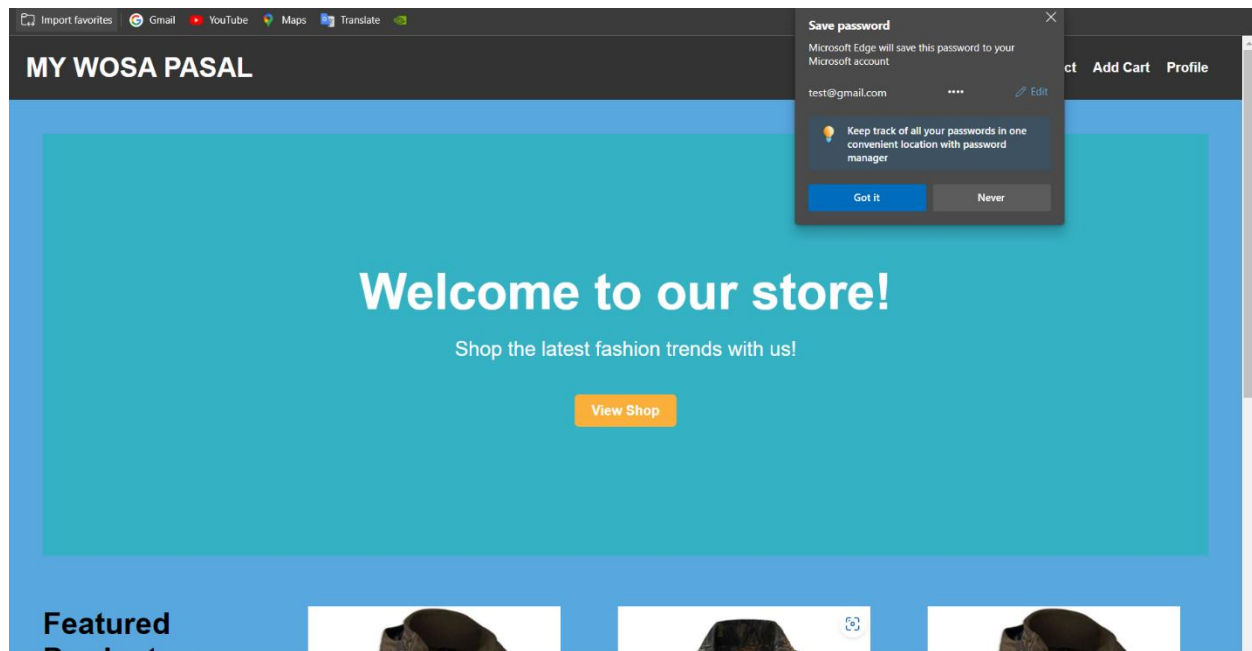 Import favorites Gmail YouTube Maps Translate
MY WOSA PASAL
ct Add Cart Profile
Save password
Microsoft Edge will save this password to your
Microsoft account
test@gmail.com •••• Edit
Keep track of all your passwords in one
convenient location with password
manager
Got it Never
Welcome to our store!
Shop the latest fashion trends with us!
View Shop
Featured